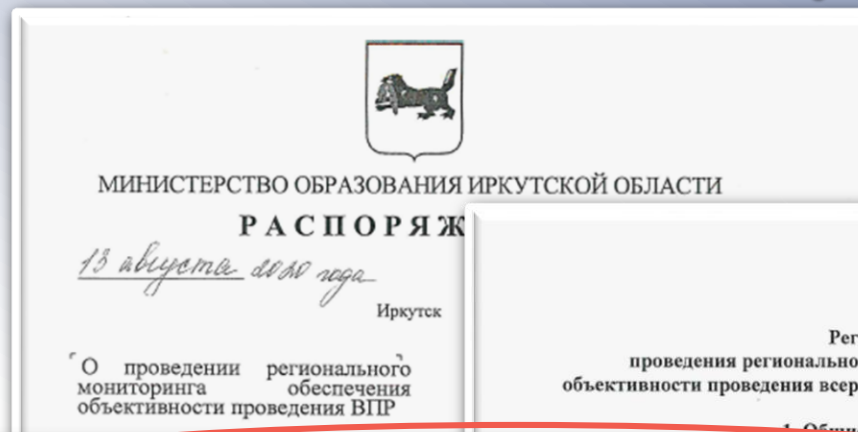 МИНИСТЕРСТВО ОБРАЗОВАНИЯ ИРКУТСКОЙ ОБЛАСТИ
РАСПОРЯЖ
13 августа 2020 года
Иркутск
О проведении регионального
мониторинга обеспечения
объективности проведения ВПР
Рег
проведения регионально
объективности проведения всер